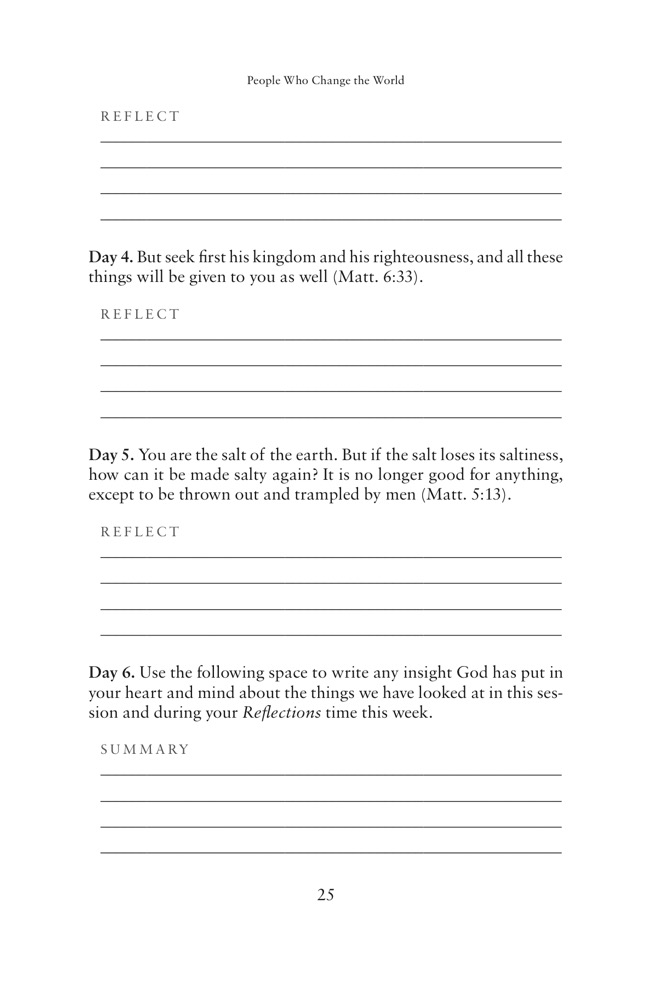 People Who Change the World
REFLECT
Day 4. But seek first his kingdom and his righteousness, and all these
things will be given to you as well (Matt. 6:33).
REFLECT
Day 5. You are the salt of the earth. But if the salt loses its saltiness,
how can it be made salty again? It is no longer good for anything,
except to be thrown out and trampled by men (Matt. 5:13).
REFLECT
Day 6. Use the following space to write any insight God has put in
your heart and mind about the things we have looked at in this ses-
sion and during your Reflections time this week.
SUMMARY
25